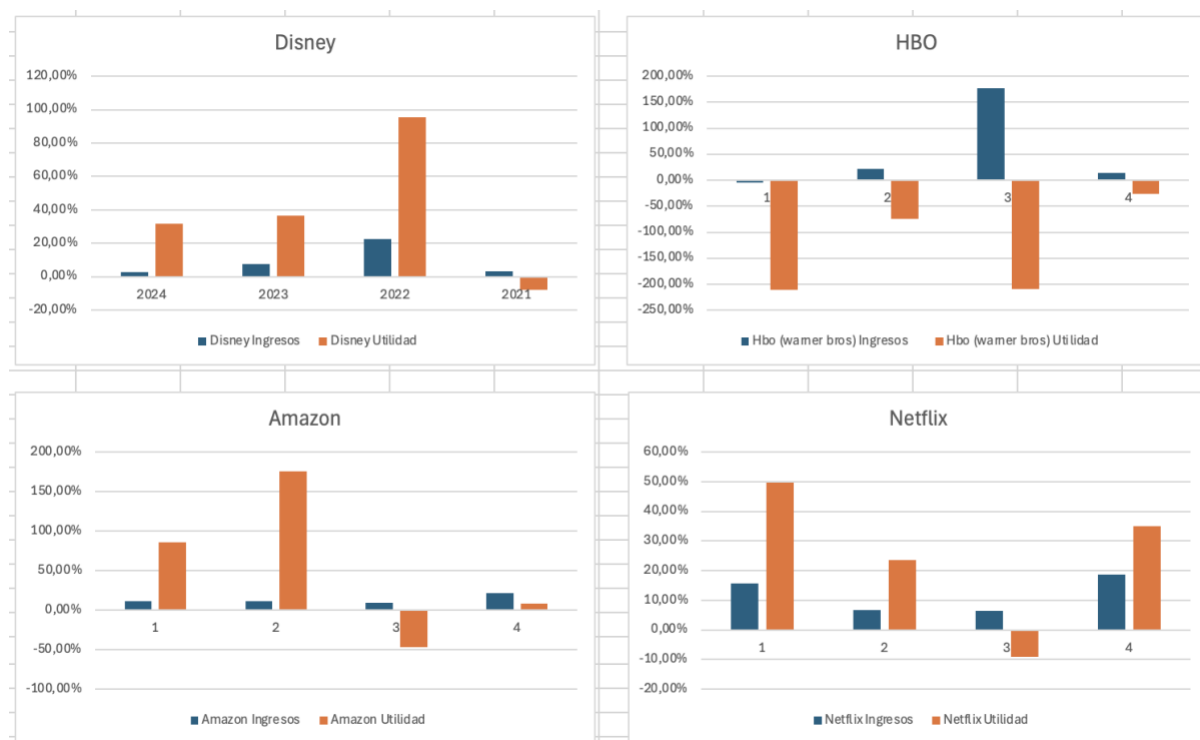 Disney
120,00%
100,00%
80,00%
60,00%
40,00%
20,00%
0,00%
-20,00%
2024 2023 2022 2021
Disney Ingresos Disney Utilidad
HBO
200,00%
150,00%
100,00%
50,00%
0,00%
-50,00%
-100,00%
-150,00%
-200,00%
-250,00%
1 2 3 4
Hbo (warner bros) Ingresos Hbo (warner bros) Utilidad
Amazon
200,00%
150,00%
100,00%
50,00%
0,00%
-50,00%
-100,00%
1 2 3 4
Amazon Ingresos Amazon Utilidad
Netflix
60,00%
50,00%
40,00%
30,00%
20,00%
10,00%
0,00%
-10,00%
-20,00%
1 2 3 4
Netflix Ingresos Netflix Utilidad